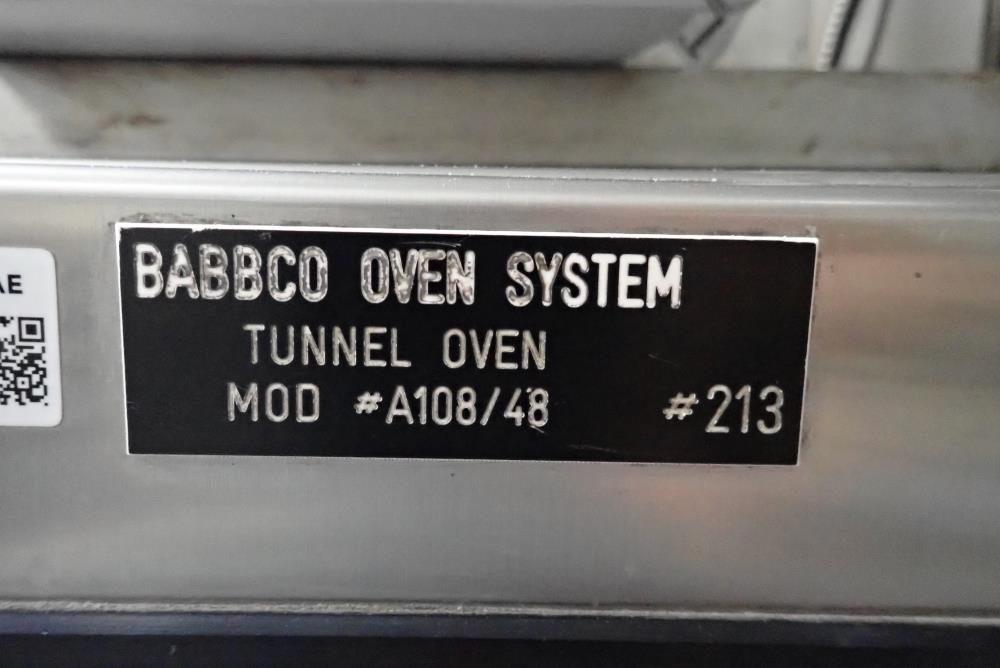 BABBCO OVEN SYSTEM
TUNNEL OVEN
MOD #A108/48 #213